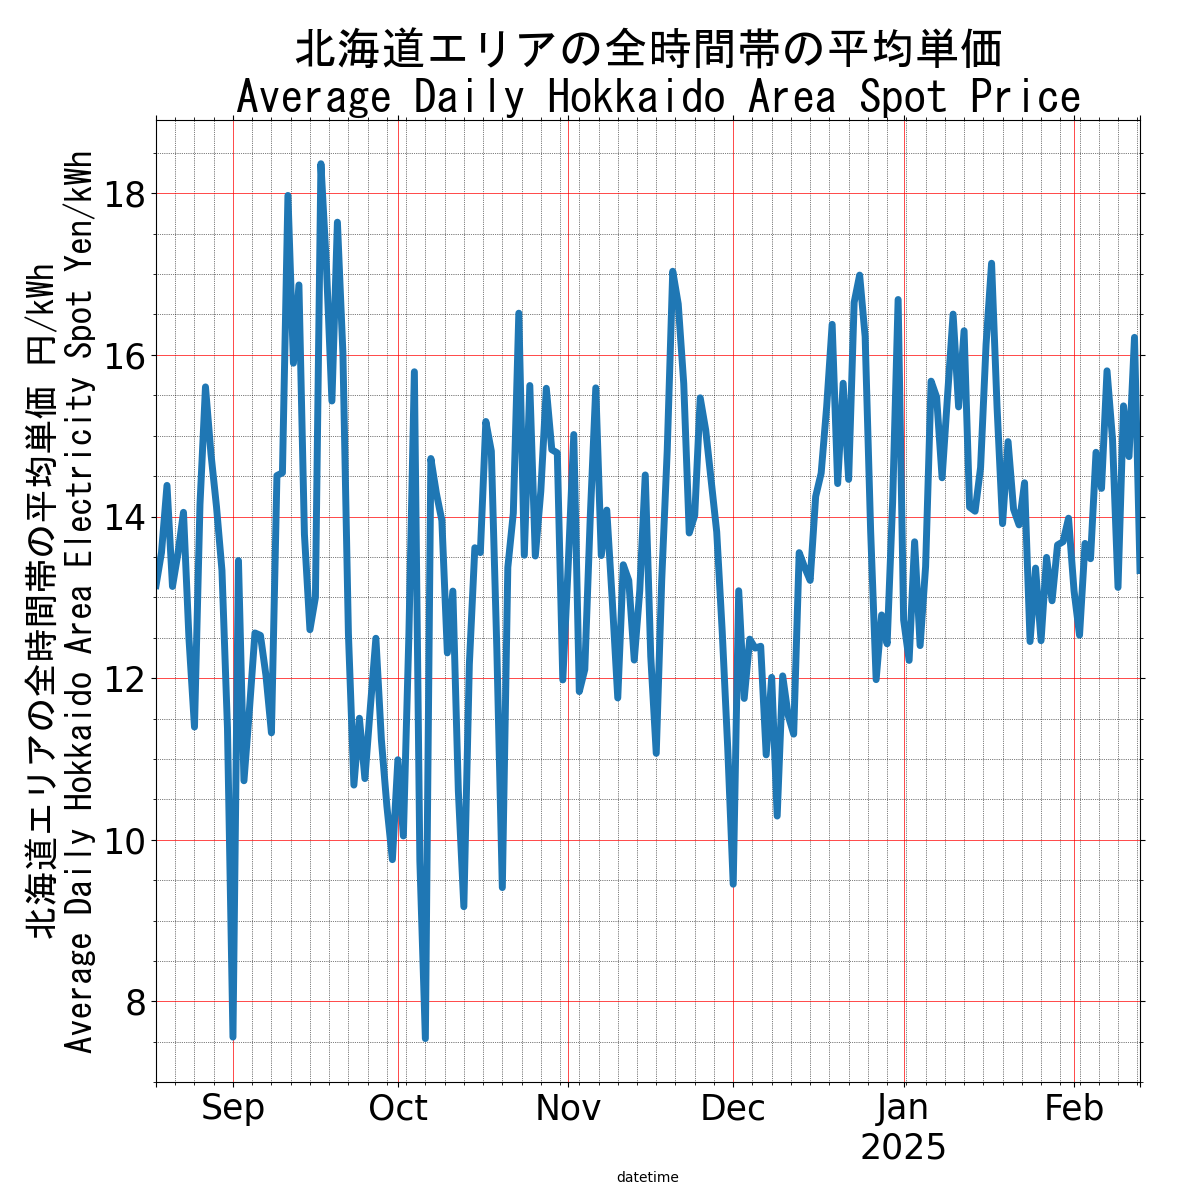 北海道エリアの全時間帯の平均単価
Average Daily Hokkaido Area Spot Price
北海道エリアの全時間帯の平均単価 円/kWh
Average Daily Hokkaido Area Electricity Spot Yen/kWh
18
16
14
12
10
8
Sep
Oct
Nov
Dec
Jan
2025
Feb
datetime